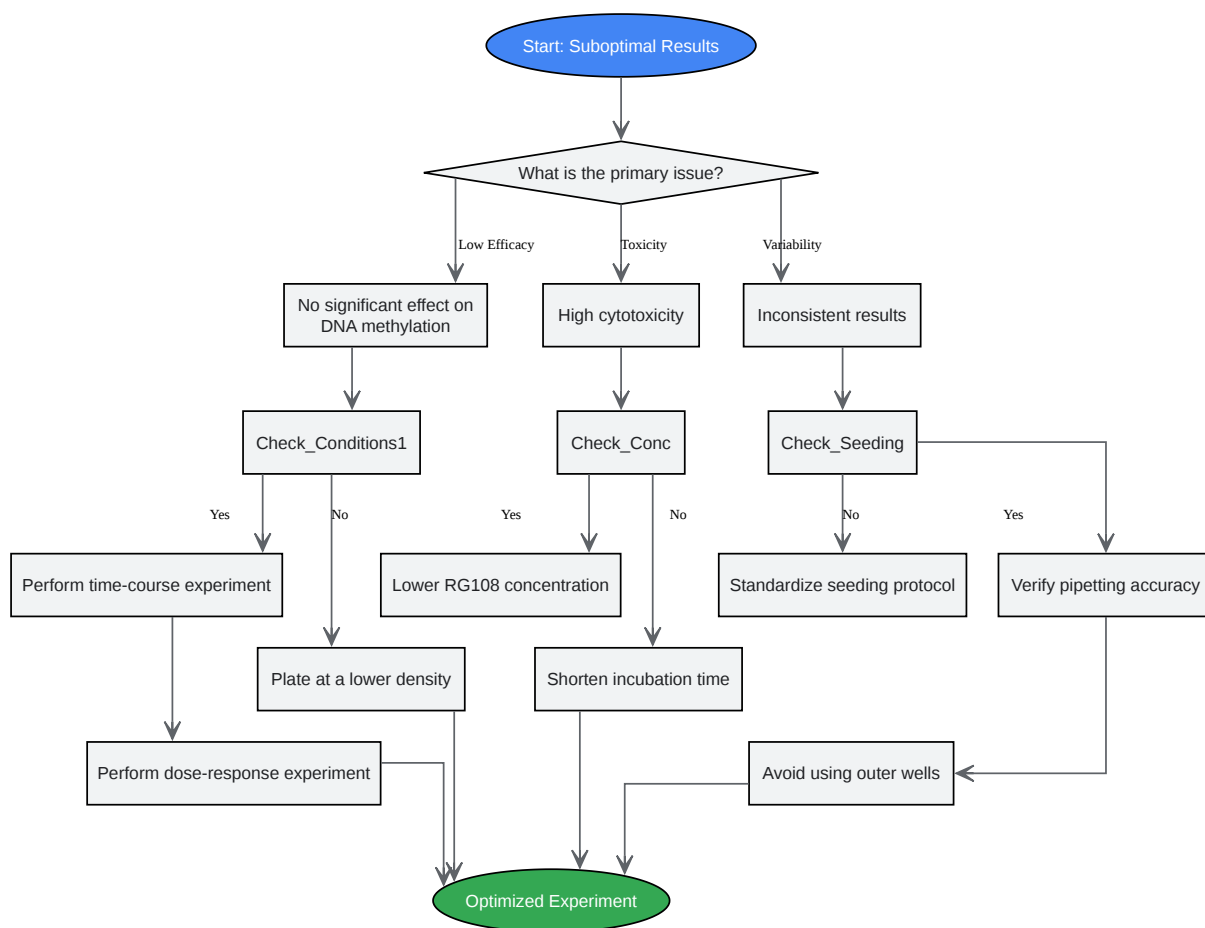 Start: Suboptimal Results
What is the primary issue?
Low Efficacy
Toxicity
Variability
No significant effect on
DNA methylation
High cytotoxicity
Inconsistent results
Check_Conditions1
Check_Conc
Check_Seeding
Yes
No
Yes
No
No
Yes
Perform time-course experiment
Lower RG108 concentration
Standardize seeding protocol
Verify pipetting accuracy
Plate at a lower density
Shorten incubation time
Perform dose-response experiment
Avoid using outer wells
Optimized Experiment